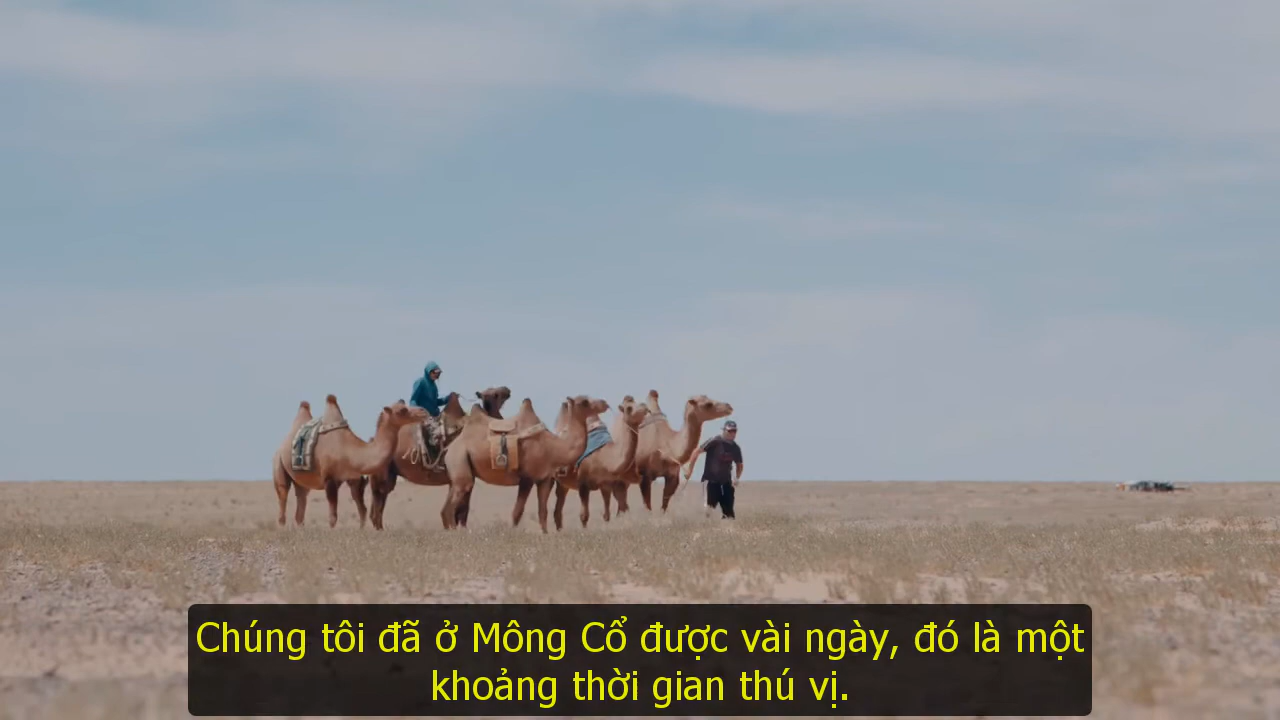 Chúng tôi đã ở Mông Cổ được vài ngày, đó là một
khoảng thời gian thú vị.